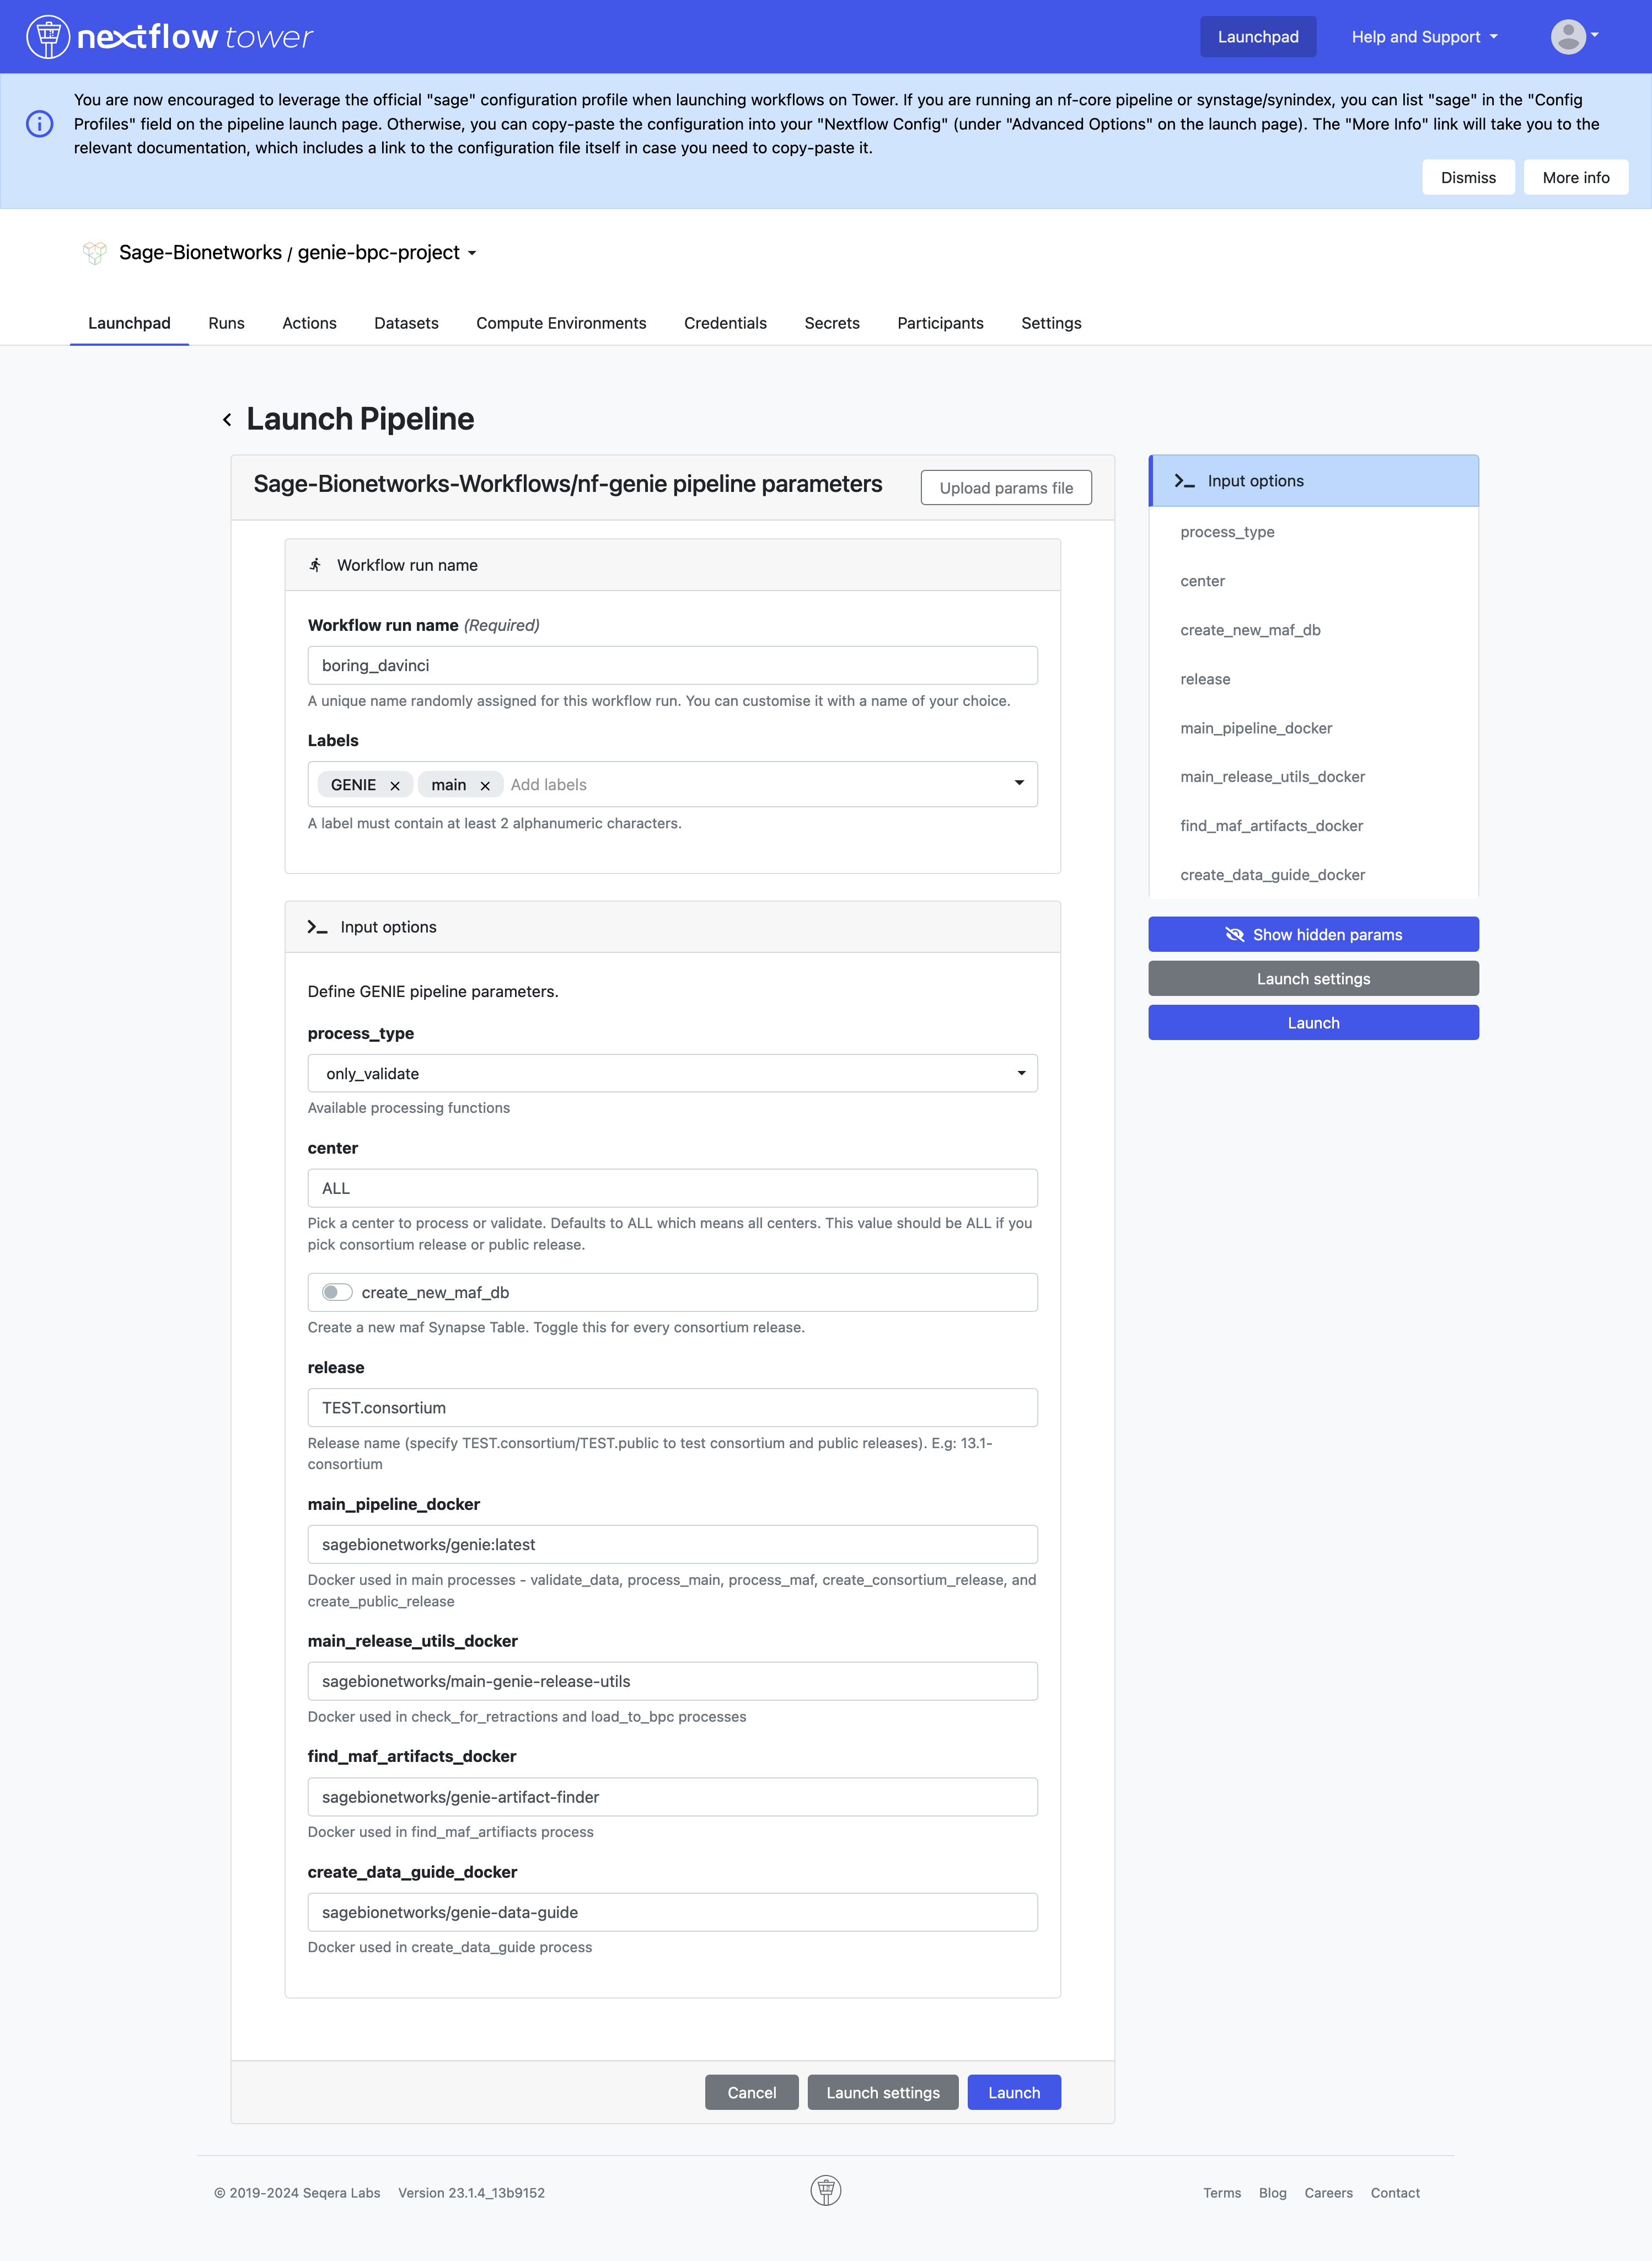 nextflow tower
Launchpad
Help and Support
You are now encouraged to leverage the official "sage" configuration profile when launching workflows on Tower. If you are running an nf-core pipeline or synstage/synindex, you can list "sage" in the "Config
Profiles" field on the pipeline launch page. Otherwise, you can copy-paste the configuration into your "Nextflow Config" (under "Advanced Options" on the launch page). The "More Info" link will take you to the
relevant documentation, which includes a link to the configuration file itself in case you need to copy-paste it.
Dismiss
More info
Sage-Bionetworks / genie-bpc-project
Launchpad
Runs
Actions
Datasets
Compute Environments
Credentials
Secrets
Participants
Settings
Launch Pipeline
Sage-Bionetworks-Workflows/nf-genie pipeline parameters
Upload params file
Workflow run name
Workflow run name (Required)
boring_davinci
A unique name randomly assigned for this workflow run. You can customise it with a name of your choice.
Labels
GENIE
main
Add labels
A label must contain at least 2 alphanumeric characters.
Input options
Define GENIE pipeline parameters.
process_type
only_validate
Available processing functions
center
ALL
Pick a center to process or validate. Defaults to ALL which means all centers. This value should be ALL if you
pick consortium release or public release.
create_new_maf_db
Create a new maf Synapse Table. Toggle this for every consortium release.
release
TEST.consortium
Release name (specify TEST.consortium/TEST.public to test consortium and public releases). E.g: 13.1-
consortium
main_pipeline_docker
sagebionetworks/genie:latest
Docker used in main processes - validate_data, process_main, process_maf, create_consortium_release, and
create_public_release
main_release_utils_docker
sagebionetworks/main-genie-release-utils
Docker used in check_for_retractions and load_to_bpc processes
find_maf_artifacts_docker
sagebionetworks/genie-artifact-finder
Docker used in find_maf_artifiacts process
create_data_guide_docker
sagebionetworks/genie-data-guide
Docker used in create_data_guide process
Cancel
Launch settings
Launch
Input options
process_type
center
create_new_maf_db
release
main_pipeline_docker
main_release_utils_docker
find_maf_artifacts_docker
create_data_guide_docker
Show hidden params
Launch settings
Launch
© 2019-2024 Seqera Labs
Version 23.1.4_13b9152
Terms
Blog
Careers
Contact